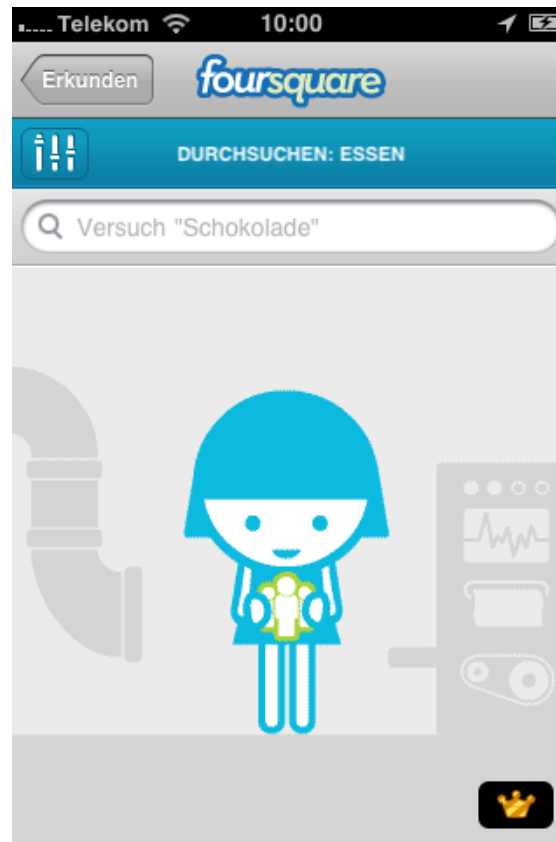 Telekom 10:00
Erkunden foursquare
DURCHSUCHEN: ESSEN
Versuch "Schokolade"